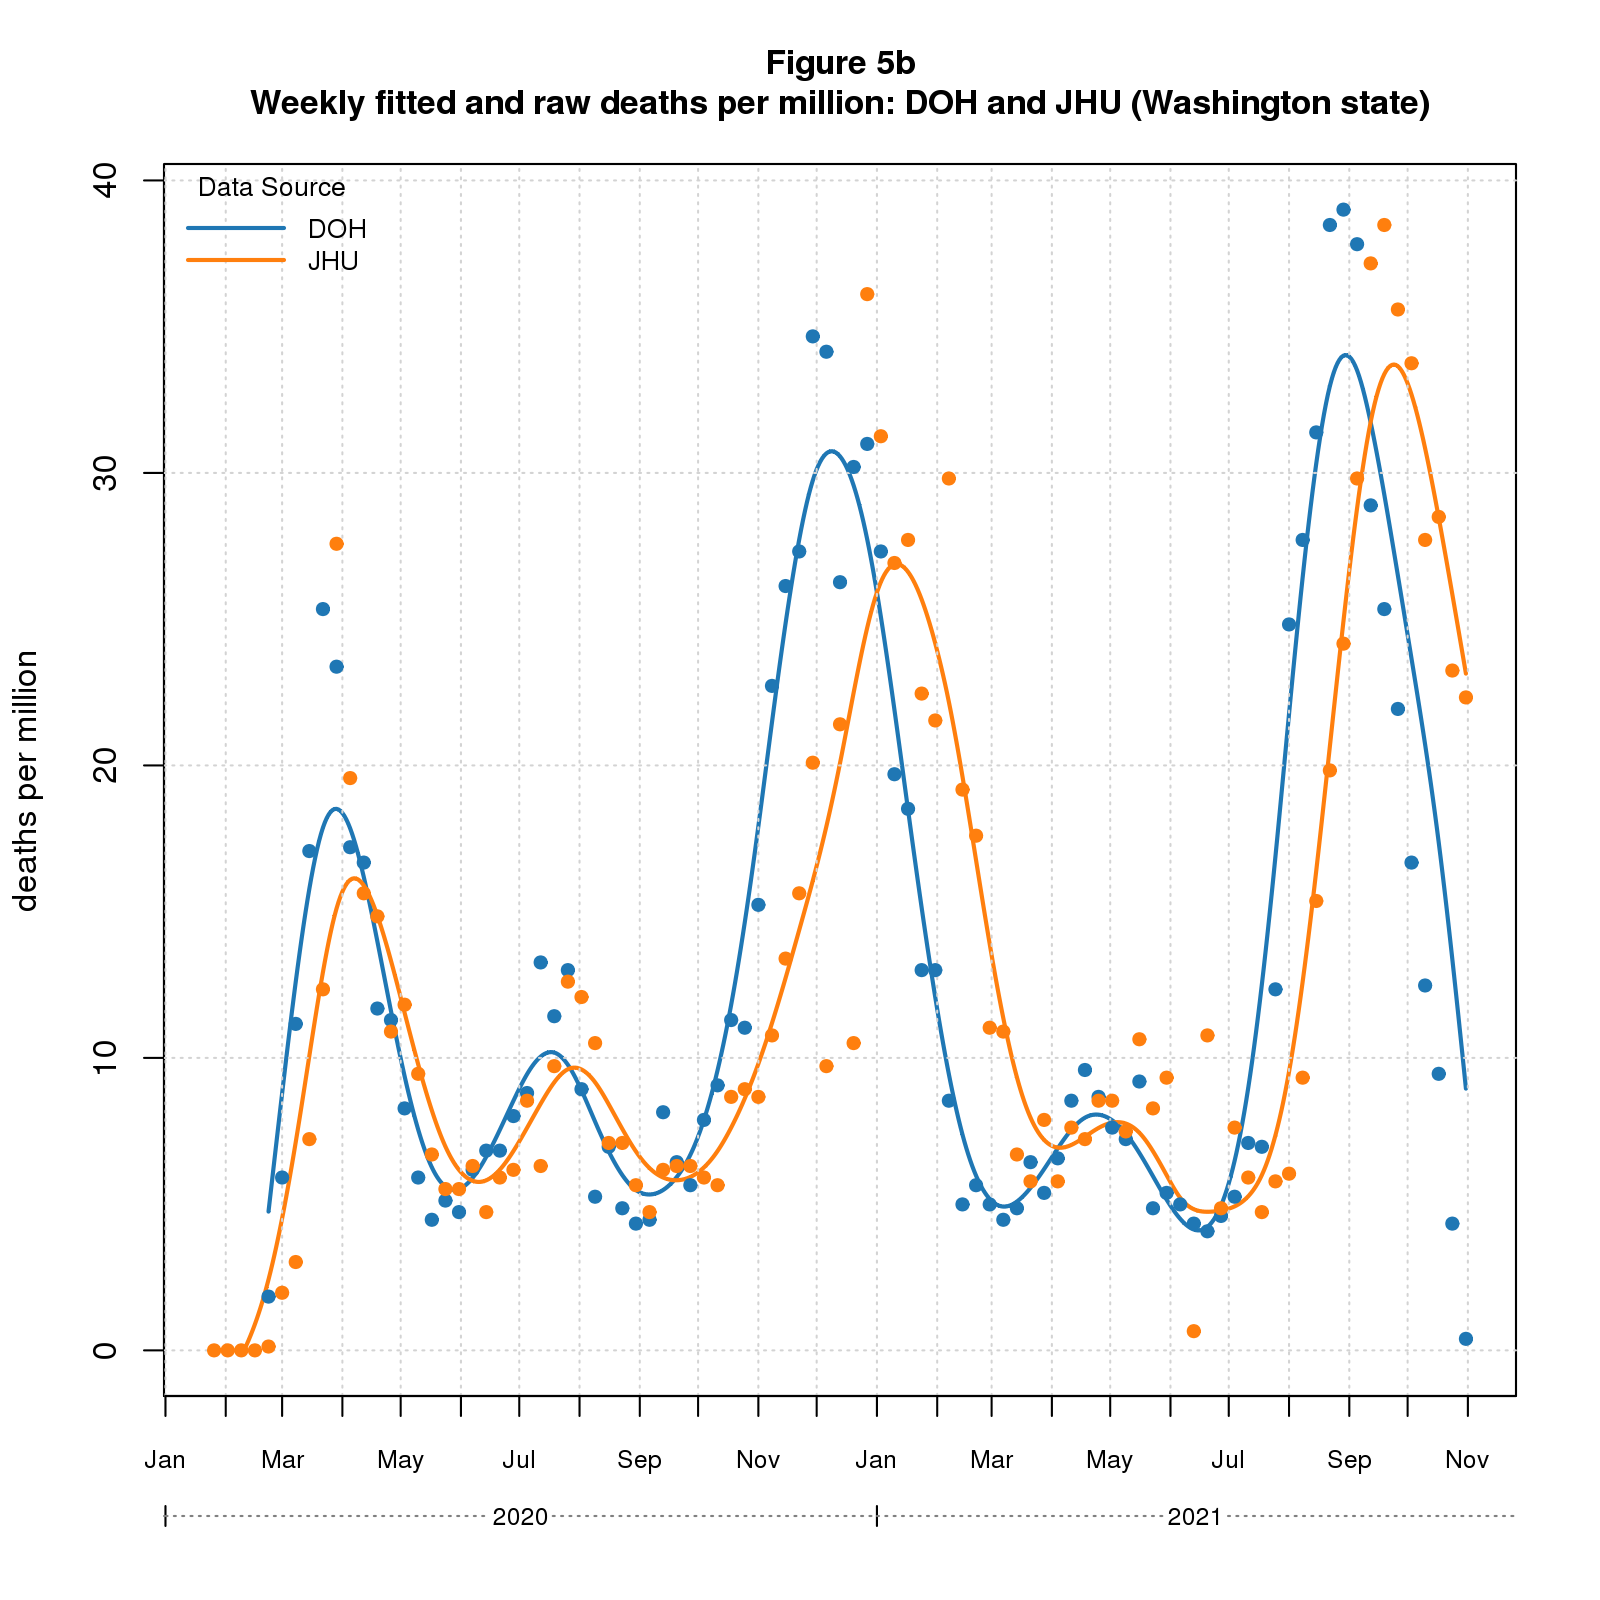 Figure 5b
Weekly fitted and raw deaths per million: DOH and JHU (Washington state)
Data Source
DOH
JHU
deaths per million
40
30
20
10
0
Jan Mar May Jul Sep Nov Jan Mar May Jul Sep Nov
2020 2021